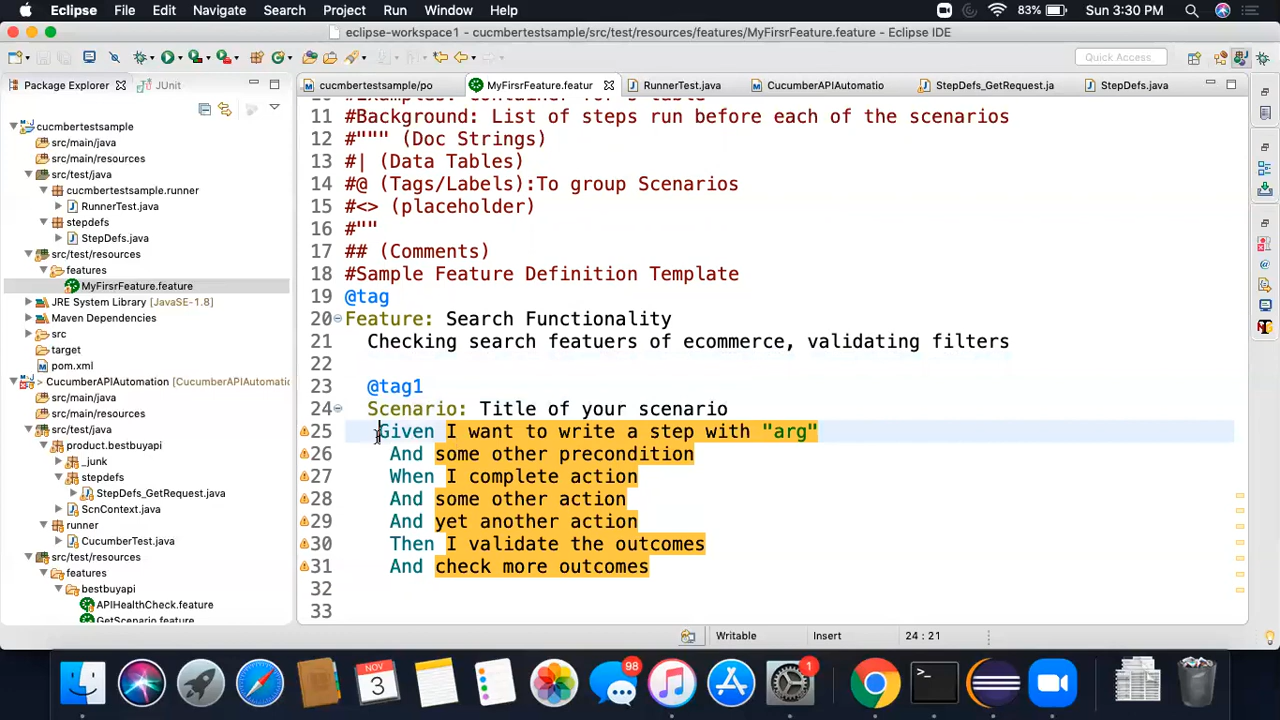 Eclipse File Edit Navigate Search Project Run Window Help 83% Sun 3:30 PM
eclipse-workspace1 - cucmbertestsample/src/test/resources/features/MyFirsrFeature.feature - Eclipse IDE
Quick Access
Package Explorer JUnit
cucmbertestsample/po MyFirsrFeature.featur RunnerTest.java CucumberAPIAutomatio StepDefs_GetRequest.ja StepDefs.java
cucmbertestsample
src/main/java
src/main/resources
src/test/java
cucmbertestsample.runner
RunnerTest.java
stepdefs
StepDefs.java
src/test/resources
features
MyFirsrFeature.feature
JRE System Library [JavaSE-1.8]
Maven Dependencies
src
target
pom.xml
> CucumberAPIAutomation [CucumberAPIAutomatic
src/main/java
src/main/resources
src/test/java
product.bestbuyapi
_junk
stepdefs
StepDefs_GetRequest.java
ScnContext.java
runner
CucumberTest.java
src/test/resources
features
bestbuyapi
APIHealthCheck.feature
GetScenario.feature
10 #Examples: Container for s table
11 #Background: List of steps run before each of the scenarios
12 #""" (Doc Strings)
13 #| (Data Tables)
14 #@ (Tags/Labels):To group Scenarios
15 #<> (placeholder)
16 #""
17 ## (Comments)
18 #Sample Feature Definition Template
19 @tag
20 Feature: Search Functionality
21 Checking search featuers of ecommerce, validating filters
22
23 @tag1
24 Scenario: Title of your scenario
25 Given I want to write a step with "arg"
26 And some other precondition
27 When I complete action
28 And some other action
29 And yet another action
30 Then I validate the outcomes
31 And check more outcomes
32
33
Writable Insert 24 : 21
NOV
3
98
1